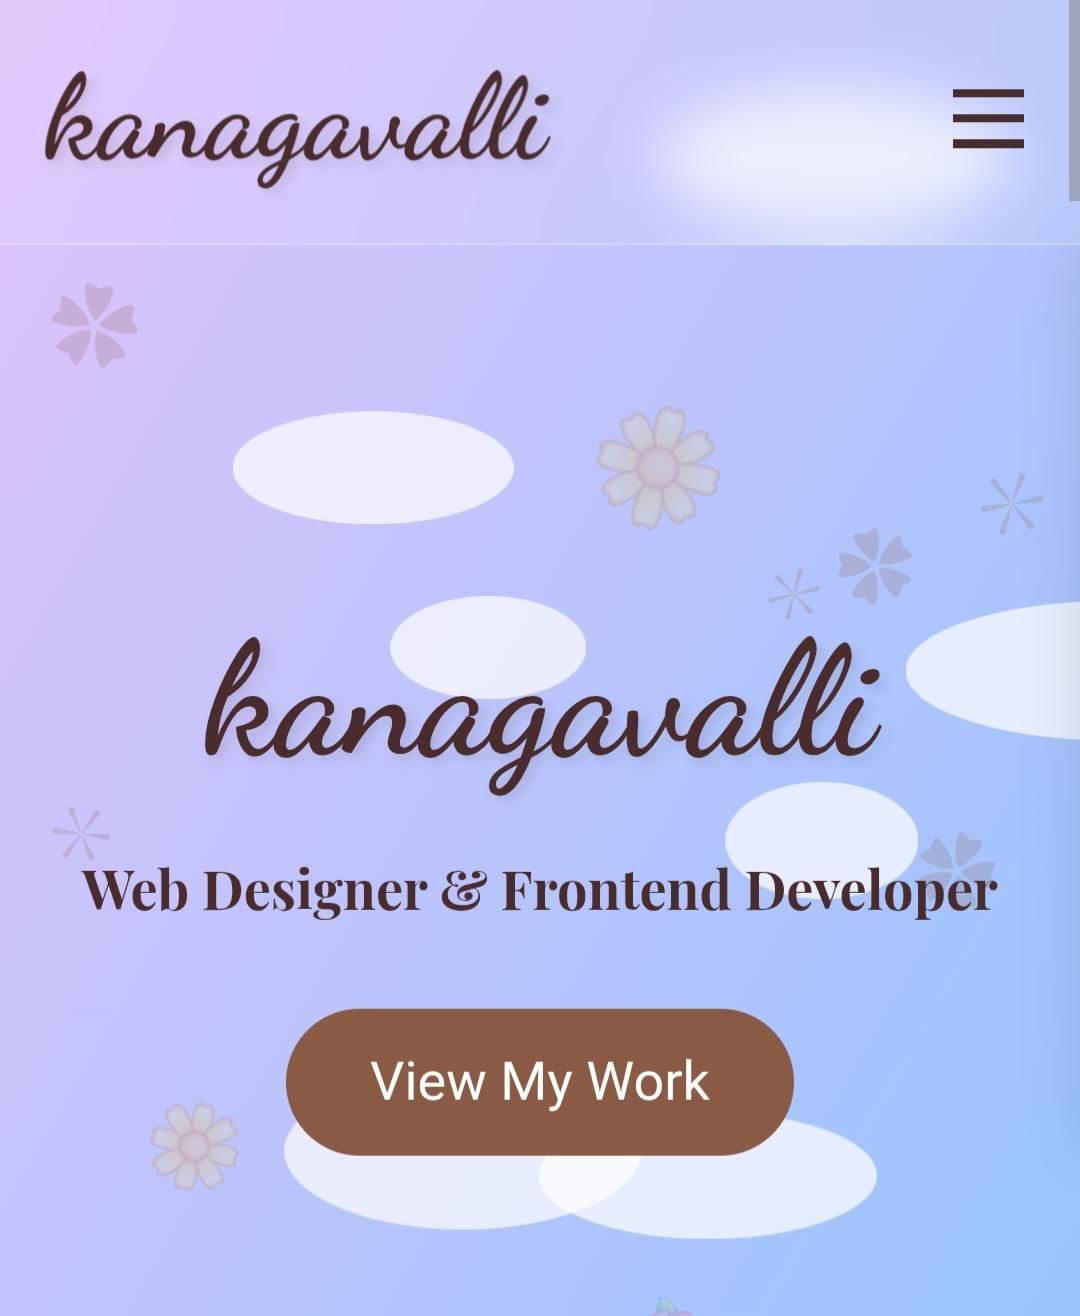 kanagavalli
kanagavalli
Web Designer & Frontend Developer
View My Work